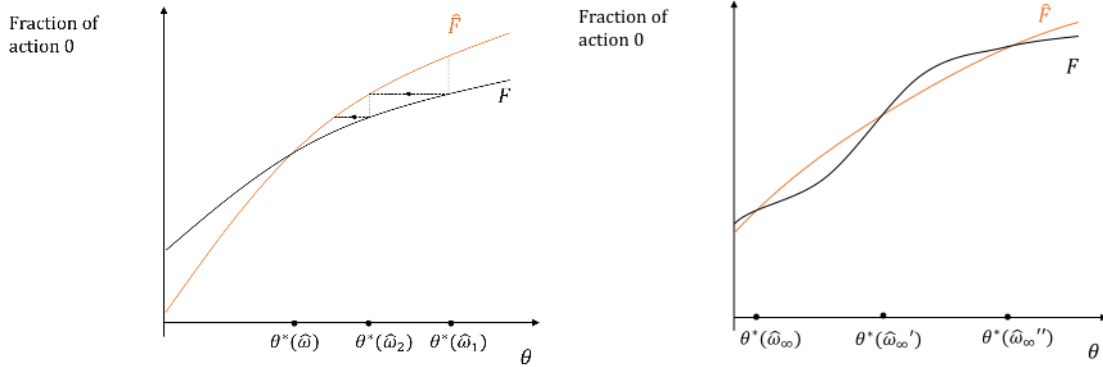 Fraction of
action 0
F̂
F
θ*(ω̂)
θ*(ω̂₂)
θ*(ω̂₁)
θ
Fraction of
action 0
F̂
F
θ*(ω̂∞)
θ*(ω̂∞′)
θ*(ω̂∞′′)
θ